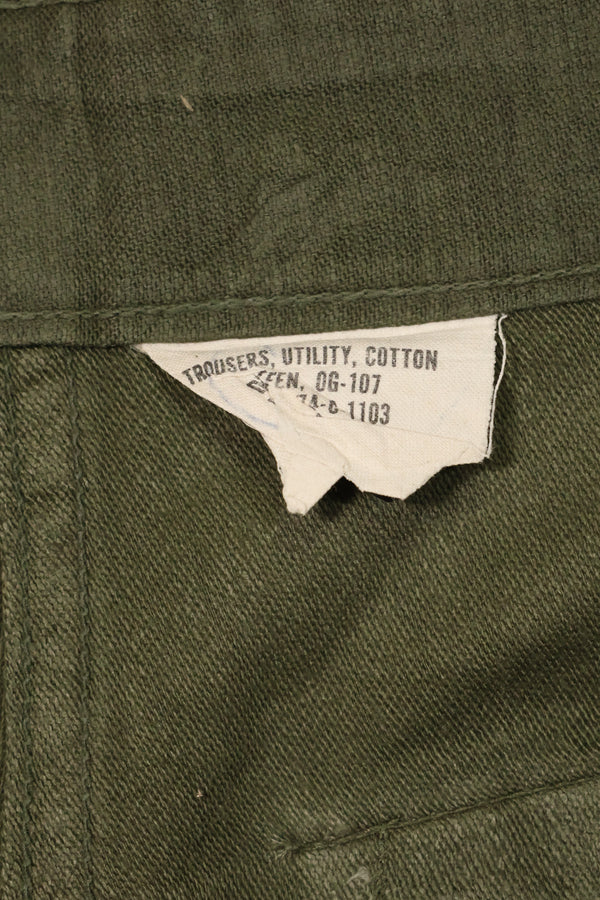 TROUSERS, UTILITY, COTTON
OG-107
1103